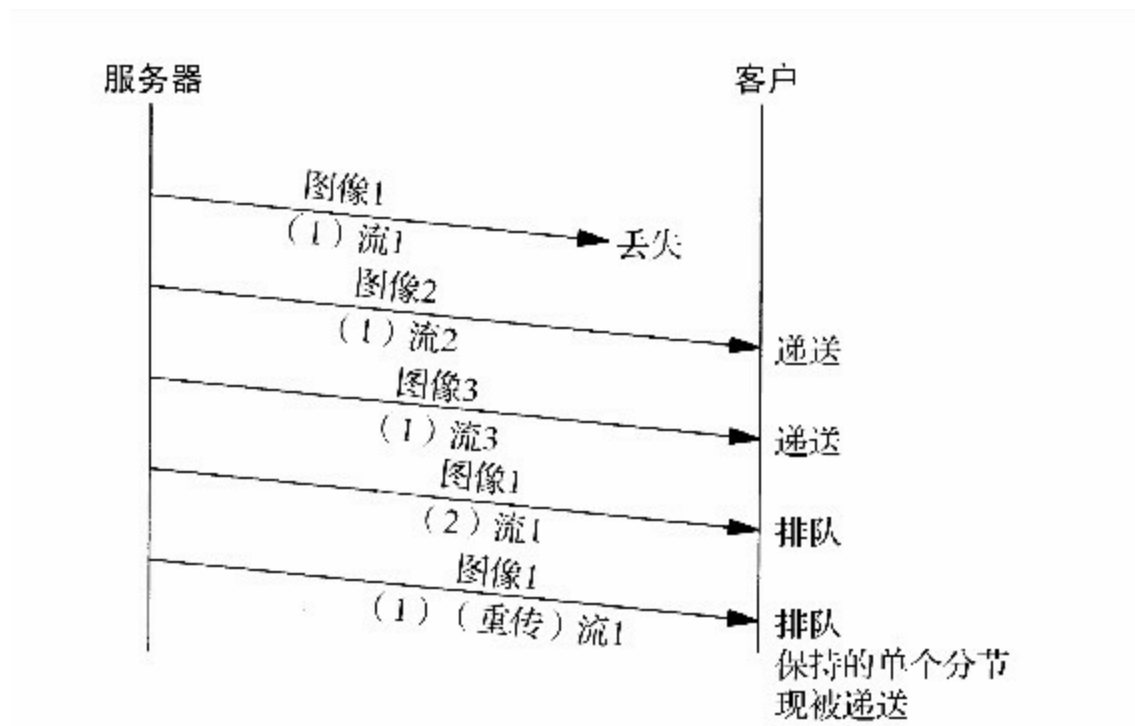 服务器
客户
图像1
(1)流1
丢失
图像2
(1)流2
递送
图像3
(1)流3
递送
图像1
(2)流1
排队
图像1
(1)(重传)流1
排队
保持的单个分节
现被递送